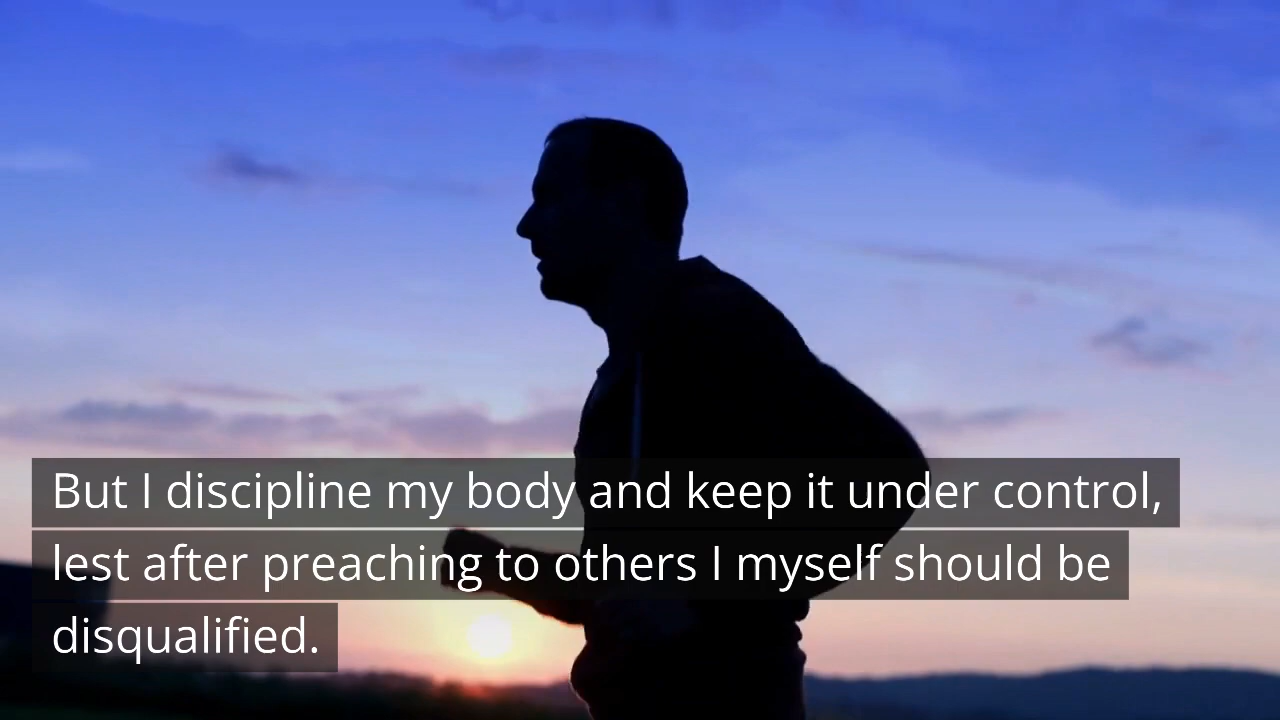 But I discipline my body and keep it under control,
lest after preaching to others I myself should be
disqualified.